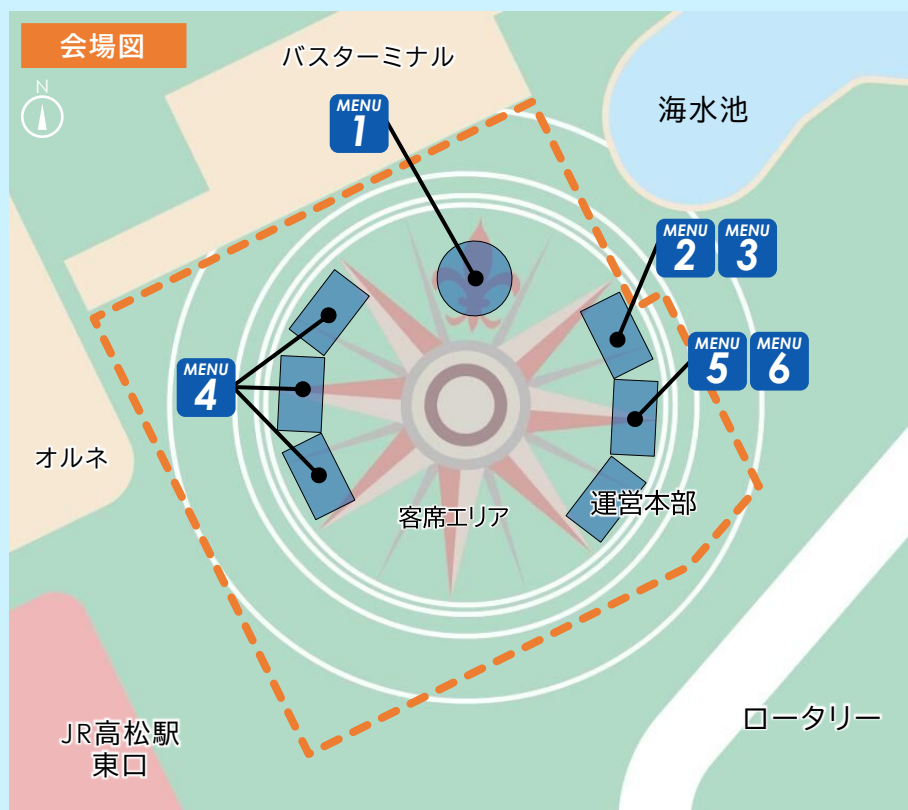 会場図
N
バスターミナル
MENU
1
海水池
MENU
2
MENU
3
MENU
5
MENU
6
MENU
4
オルネ
客席エリア
運営本部
JR高松駅
東口
ロータリー